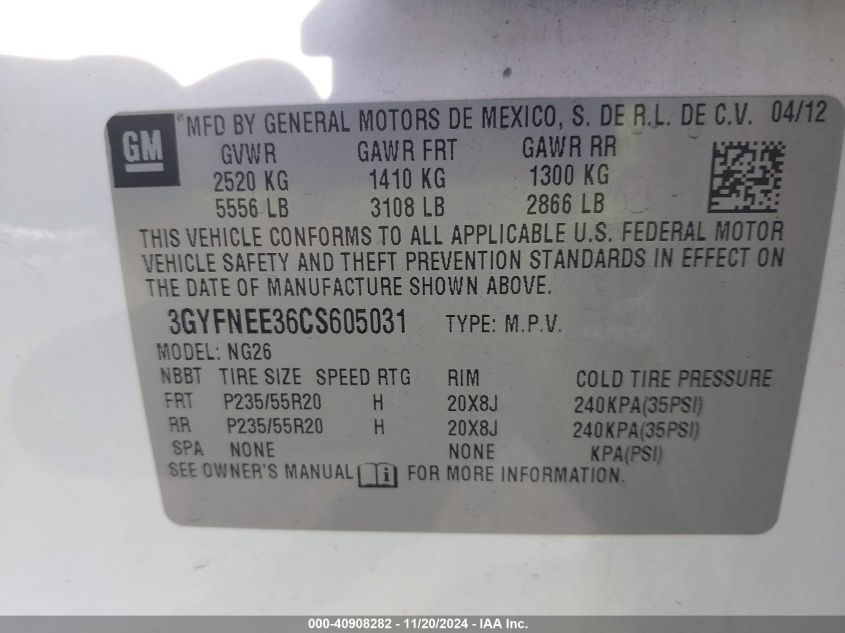 GM
®MFD BY GENERAL MOTORS DE MEXICO, S. DE R.L. DE C.V. 04/12
GVWR GAWR FRT GAWR RR
2520 KG 1410 KG 1300 KG
5556 LB 3108 LB 2866 LB
THIS VEHICLE CONFORMS TO ALL APPLICABLE U.S. FEDERAL MOTOR
VEHICLE SAFETY AND THEFT PREVENTION STANDARDS IN EFFECT ON
THE DATE OF MANUFACTURE SHOWN ABOVE.
3GYFNEE36CS605031 TYPE: M.P.V.
MODEL: NG26
NBBT TIRE SIZE SPEED RTG RIM COLD TIRE PRESSURE
FRT P235/55R20 H 20X8J 240KPA(35PSI)
RR P235/55R20 H 20X8J 240KPA(35PSI)
SPA NONE NONE KPA(PSI)
SEE OWNER'S MANUAL i FOR MORE INFORMATION.
000-40908282 - 11/20/2024 - IAA Inc.